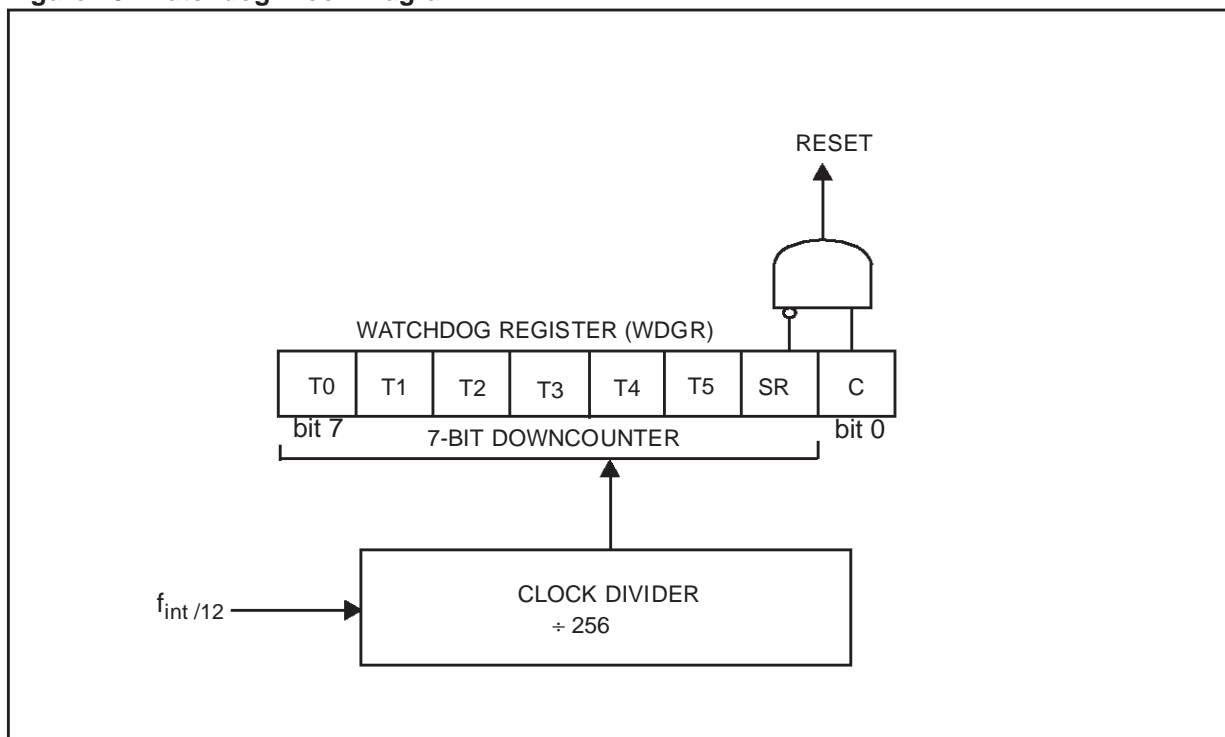 RESET
WATCHDOG REGISTER (WDGR)
T0 T1 T2 T3 T4 T5 SR C
bit 7 7-BIT DOWNCOUNTER bit 0
fint /12
CLOCK DIVIDER
÷ 256